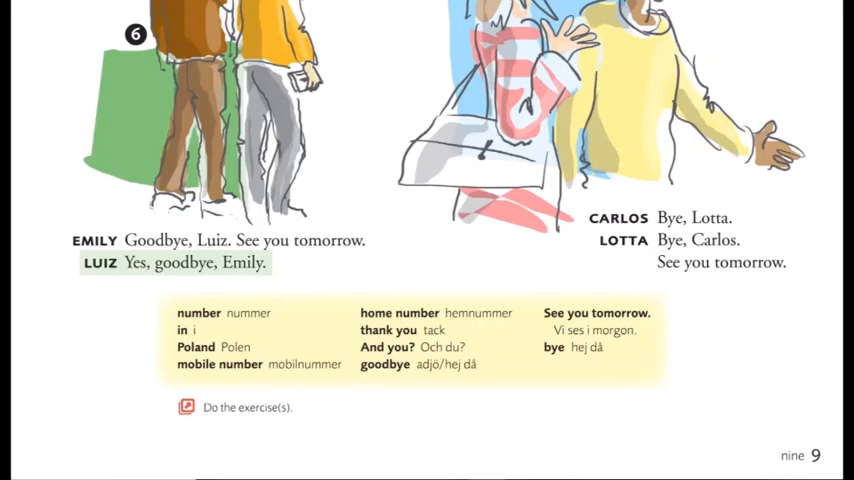 6
EMILY Goodbye, Luiz. See you tomorrow.
LUIZ Yes, goodbye, Emily.
CARLOS Bye, Lotta.
LOTTA Bye, Carlos.
See you tomorrow.
number nummer
in i
Poland Polen
mobile number mobilnummer
home number hemnummer
thank you tack
And you? Och du?
goodbye adjö/hej då
See you tomorrow.
Vi ses i morgon.
bye hej då
Do the exercise(s).
nine 9